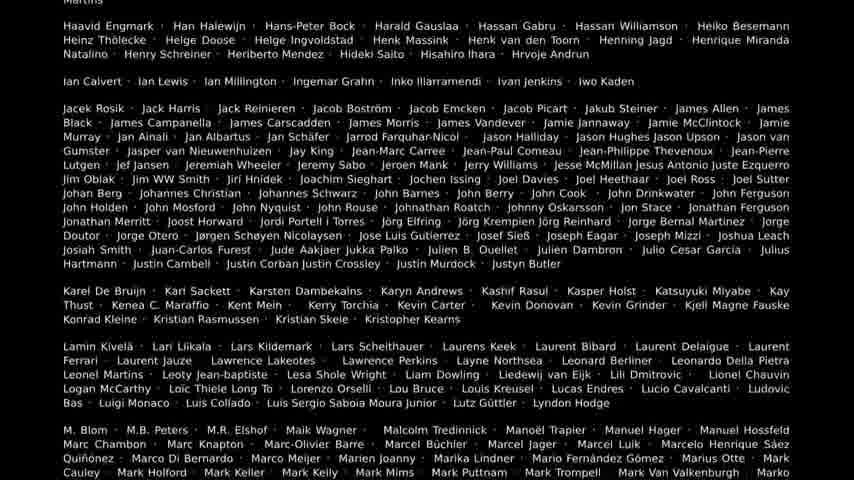 Martins
Haavid Engmark · Han Halewijn · Hans-Peter Bock · Harald Gauslaa · Hassan Gabru · Hassan Williamson · Heiko Besemann
Heinz Thölecke · Helge Doose · Helge Ingvoldstad · Henk Massink · Henk van den Toorn · Henning Jagd · Henrique Miranda
Natalino · Henry Schreiner · Heriberto Mendez · Hideki Saito · Hisahiro Ihara · Hrvoje Andrun
Ian Calvert · Ian Lewis · Ian Millington · Ingemar Grahn · Inko Illarramendi · Ivan Jenkins · Iwo Kaden
Jacek Rosik · Jack Harris · Jack Reinieren · Jacob Boström · Jacob Emcken · Jacob Picart · Jakub Steiner · James Allen · James
Black · James Campanella · James Carscadden · James Morris · James Vandever · Jamie Jannaway · Jamie McClintock · Jamie
Murray · Jan Ainali · Jan Albartus · Jan Schäfer · Jarrod Farquhar-Nicol · Jason Halliday · Jason Hughes Jason Upson · Jason van
Gumster · Jasper van Nieuwenhuizen · Jay King · Jean-Marc Carree · Jean-Paul Comeau · Jean-Philippe Thevenoux · Jean-Pierre
Lutgen · Jef Jansen · Jeremiah Wheeler · Jeremy Sabo · Jeroen Mank · Jerry Williams · Jesse McMillan Jesus Antonio Juste Ezquerro
Jim Oblak · Jim WW Smith · Jirí Hnídek · Joachim Sieghart · Jochen Issing · Joel Davies · Joel Heethaar · Joel Ross · Joel Sutter
Johan Berg · Johannes Christian · Johannes Schwarz · John Barnes · John Berry · John Cook · John Drinkwater · John Ferguson
John Holden · John Mosford · John Nyquist · John Rouse · Johnathan Roatch · Johnny Oskarsson · Jon Stace · Jonathan Ferguson
Jonathan Merritt · Joost Howard · Jordi Portell i Torres · Jörg Elfring · Jörg Krempien Jörg Reinhard · Jorge Bernal Martinez · Jorge
Doutor · Jorge Otero · Jørgen Schøyen Nicolaysen · Jose Luis Gutierrez · Josef Sieß · Joseph Eagar · Joseph Mizzi · Joshua Leach
Josiah Smith · Juan-Carlos Furest · Jude Aakjaer Jukka Palko · Julien B. Ouellet · Julien Dambron · Julio Cesar García · Julius
Hartmann · Justin Cambell · Justin Corban Justin Crossley · Justin Murdock · Justyn Butler
Karel De Bruijn · Karl Sackett · Karsten Dambekalns · Karyn Andrews · Kashif Rasul · Kasper Holst · Katsuyuki Miyabe · Kay
Thust · Kenea C. Maraffio · Kent Mein · Kerry Torchia · Kevin Carter · Kevin Donovan · Kevin Grinder · Kjell Magne Fauske
Konrad Kleine · Kristian Rasmussen · Kristian Skele · Kristopher Kearns
Lamin Kivelä · Lari Liikala · Lars Kildemark · Lars Scheithauer · Laurens Keek · Laurent Bibard · Laurent Delaigue · Laurent
Ferrari · Laurent Jauze · Lawrence Lakeotes · Lawrence Perkins · Layne Northsea · Leonard Berliner · Leonardo Della Pietra
Leonel Martins · Leoty Jean-baptiste · Lesa Shole Wright · Liam Dowling · Liedewij van Eijk · Lili Dmitrovic · Lionel Chauvin
Logan McCarthy · Loic Thiele Long To · Lorenzo Orselli · Lou Bruce · Louis Kreusel · Lucas Endres · Lucio Cavalcanti · Ludovic
Bas · Luigi Monaco · Luis Collado · Luis Sergio Saboia Moura Junior · Lutz Güttler · Lyndon Hodge
M. Blom · M.B. Peters · M.R. Elshof · Maik Wagner · Malcolm Tredinnick · Manoël Trapier · Manuel Hager · Manuel Hossfeld
Marc Chambon · Marc Knapton · Marc-Olivier Barre · Marcel Büchler · Marcel Jager · Marcel Luik · Marcelo Henrique Sáez
Quiñonez · Marco Di Bernardo · Marco Meijer · Marien Joanny · Marika Lindner · Mario Fernández Gómez · Marius Otte · Mark
Cauley · Mark Holford · Mark Keller · Mark Kelly · Mark Mims · Mark Puttnam · Mark Trompell · Mark Van Valkenburgh · Marko